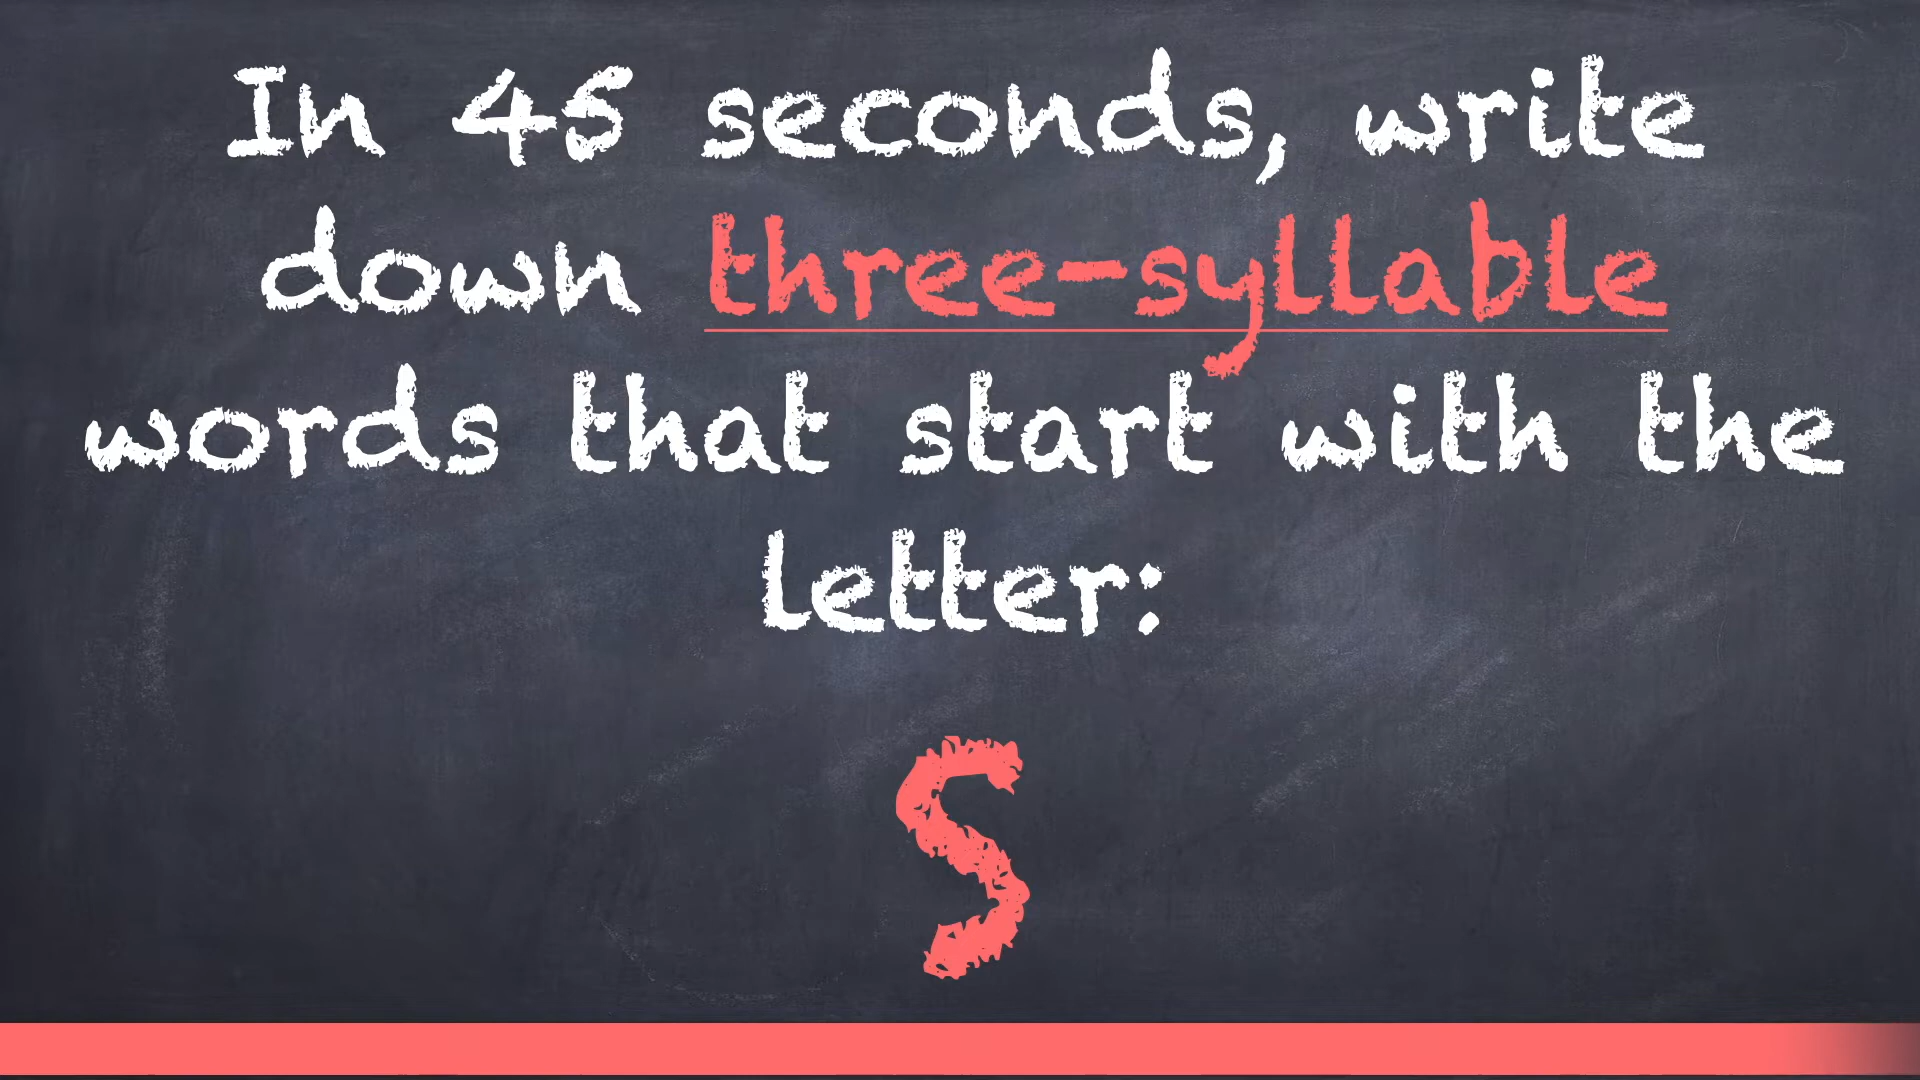 In 45 seconds, write
down three-syllable
words that start with the
letter:
S